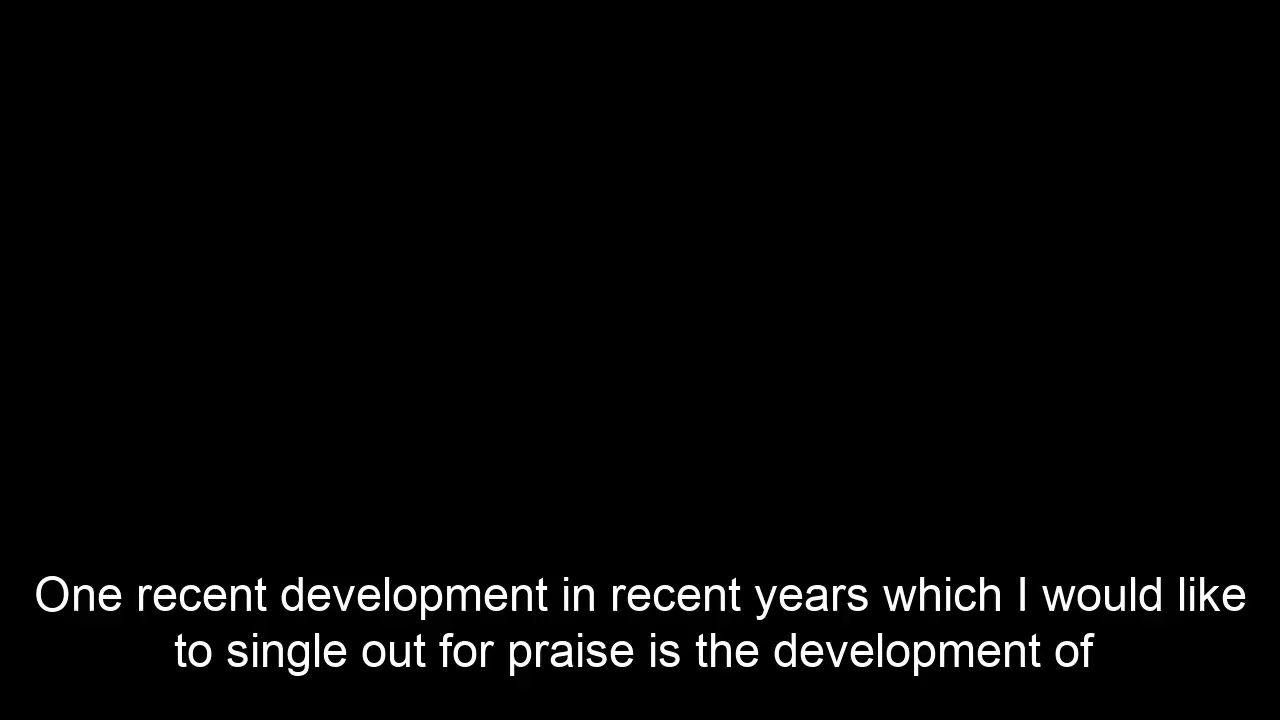 One recent development in recent years which I would like
to single out for praise is the development of